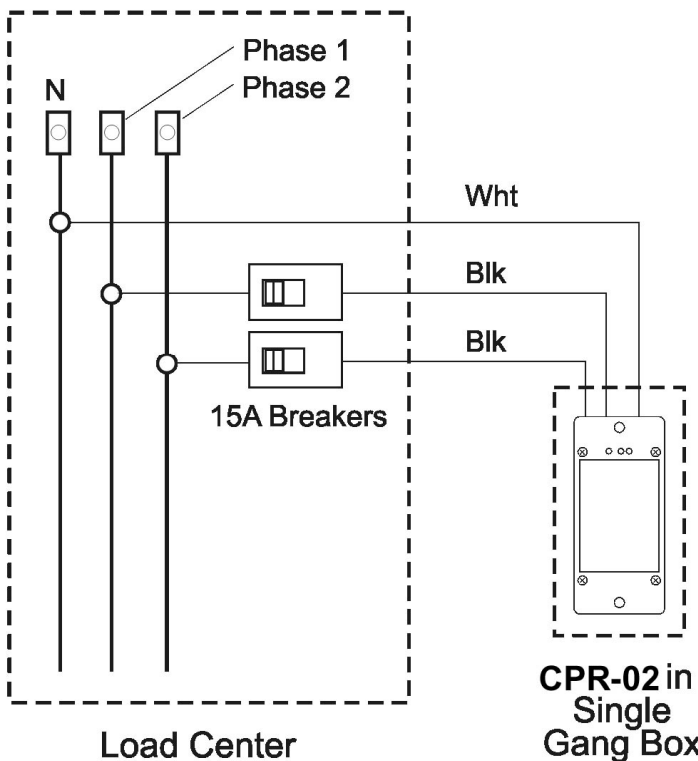 Phase 1
Phase 2
N
Wht
Blk
Blk
15A Breakers
CPR-02 in
Single
Gang Box
Load Center